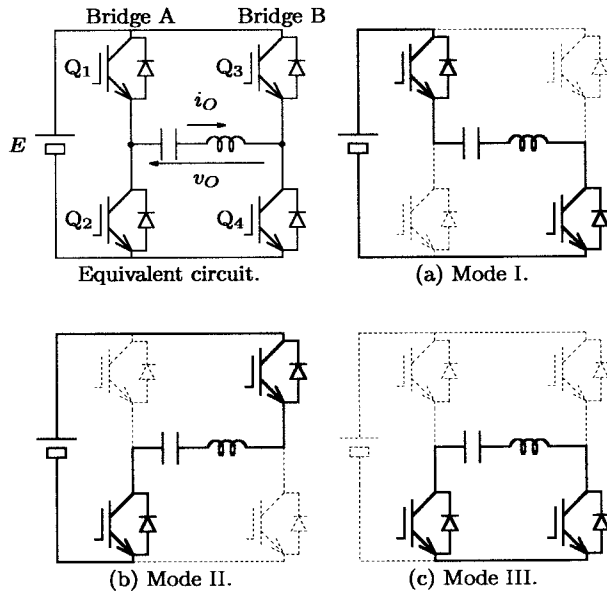 Bridge A Bridge B
Q1 Q3
iO
E
vO
Q2 Q4
Equivalent circuit.
(a) Mode I.
(b) Mode II.
(c) Mode III.